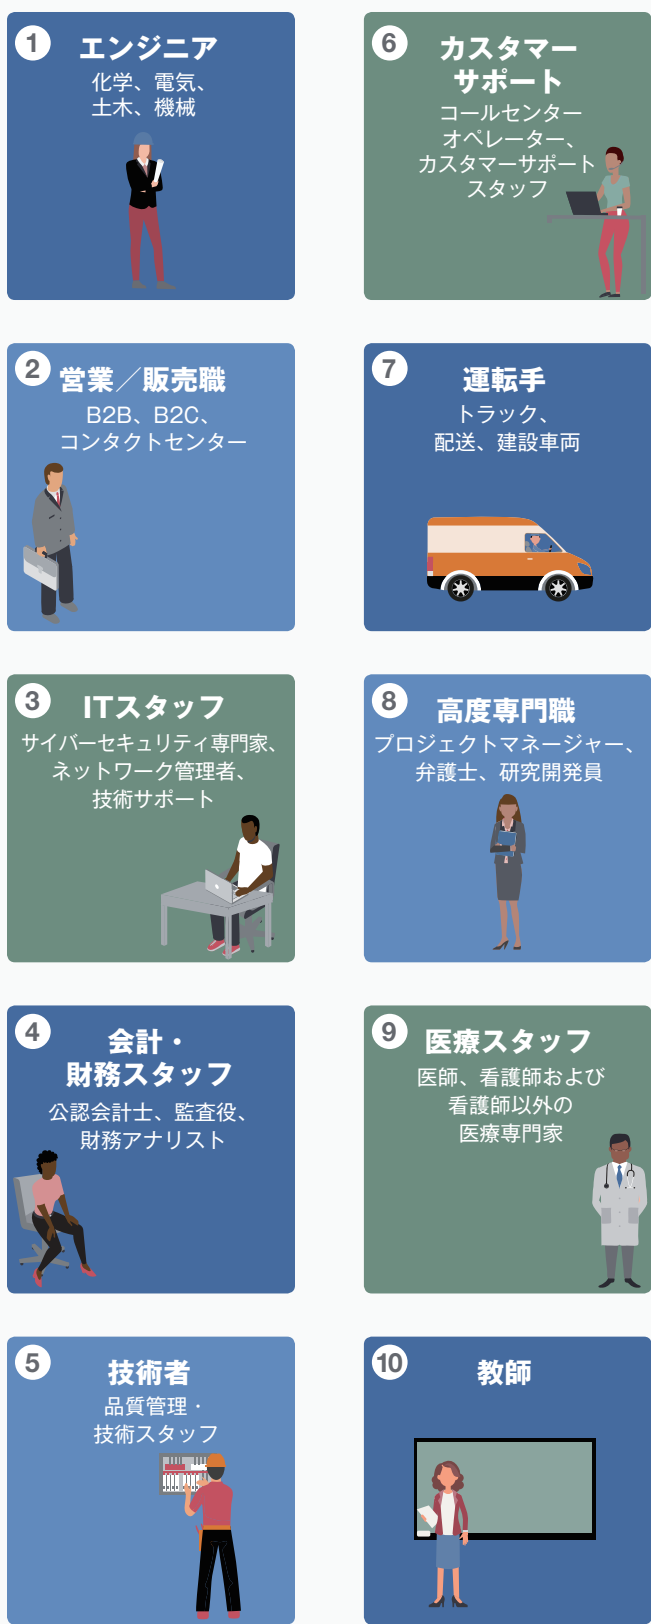 1
エンジニア
化学、電気、
土木、機械
2
営業／販売職
B2B、B2C、
コンタクトセンター
3
ITスタッフ
サイバーセキュリティ専門家、
ネットワーク管理者、
技術サポート
4
会計・
財務スタッフ
公認会計士、監査役、
財務アナリスト
5
技術者
品質管理・
技術スタッフ
6
カスタマー
サポート
コールセンター
オペレーター、
カスタマーサポート
スタッフ
7
運転手
トラック、
配送、建設車両
8
高度専門職
プロジェクトマネージャー、
弁護士、研究開発員
9
医療スタッフ
医師、看護師および
看護師以外の
医療専門家
10
教師